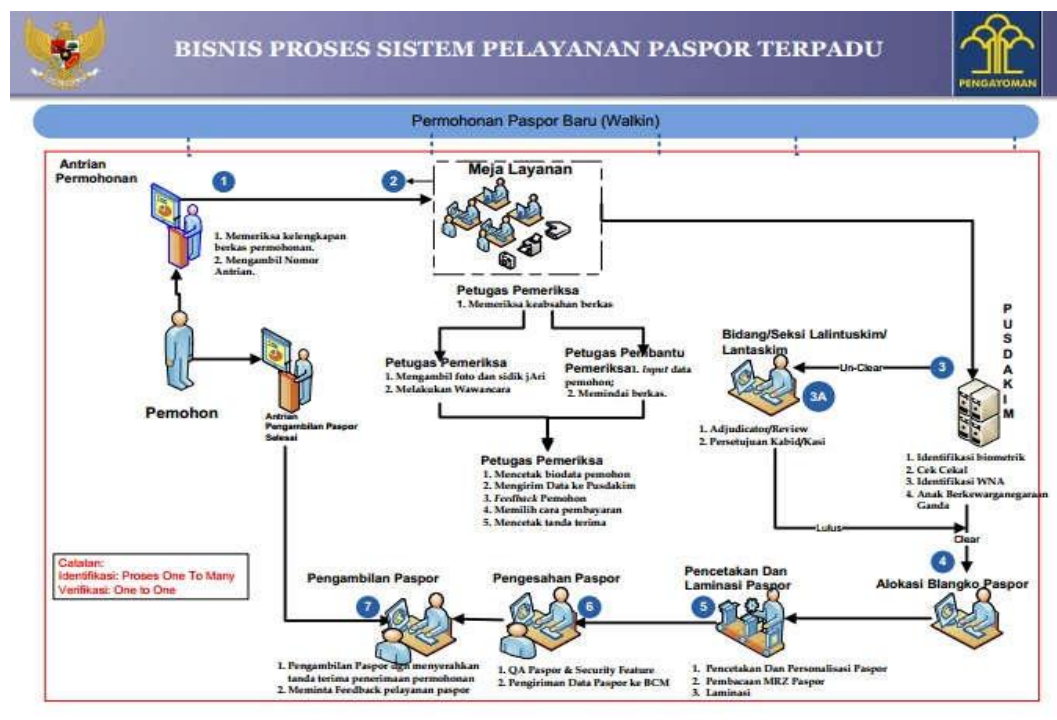 BISNIS PROSES SISTEM PELAYANAN PASPOR TERPADU
PENGAYOMAN
Permohonan Paspor Baru (Walkin)
Antrian
Permohonan
1
1. Memeriksa kelengkapan
berkas permohonan.
2. Mengambil Nomor
Antrian.
2
Meja Layanan
Petugas Pemeriksa
1. Memeriksa keabsahan berkas
Petugas Pemeriksa
1. Mengambil foto dan sidik jAri
2. Melakukan Wawancara
Petugas Pembantu
Pemeriksa1. Input data
pemohon;
2. Memindai berkas.
Petugas Pemeriksa
1. Mencetak biodata pemohon
2. Mengirim Data ke Pusdakim
3. Feedback Pemohon
4. Memilih cara pembayaran
5. Mencetak tanda terima
Pemohon
Antrian
Pengambilan Paspor
Selesai
PUSDAKIM
3
Un-Clear
Bidang/Seksi Lalintuskim/
Lantaskim
3A
1. Adjudicator/Review
2. Persetujuan Kabid/Kasi
1. Identifikasi biometrik
2. Cek Cekal
3. Identifikasi WNA
4. Anak Berkewarganegaraan
Ganda
Lulus
Clear
4
Alokasi Blangko Paspor
Pencetakan Dan
Laminasi Paspor
5
1. Pencetakan Dan Personalisasi Paspor
2. Pembacaan MRZ Paspor
3. Laminasi
Pengesahan Paspor
6
1. QA Paspor & Security Feature
2. Pengiriman Data Paspor ke BCM
Pengambilan Paspor
7
1. Pengambilan Paspor dgn menyerahkan
tanda terima penerimaan permohonan
2. Meminta Feedback pelayanan paspor
Catatan:
Identifikasi: Proses One To Many
Verifikasi: One to One